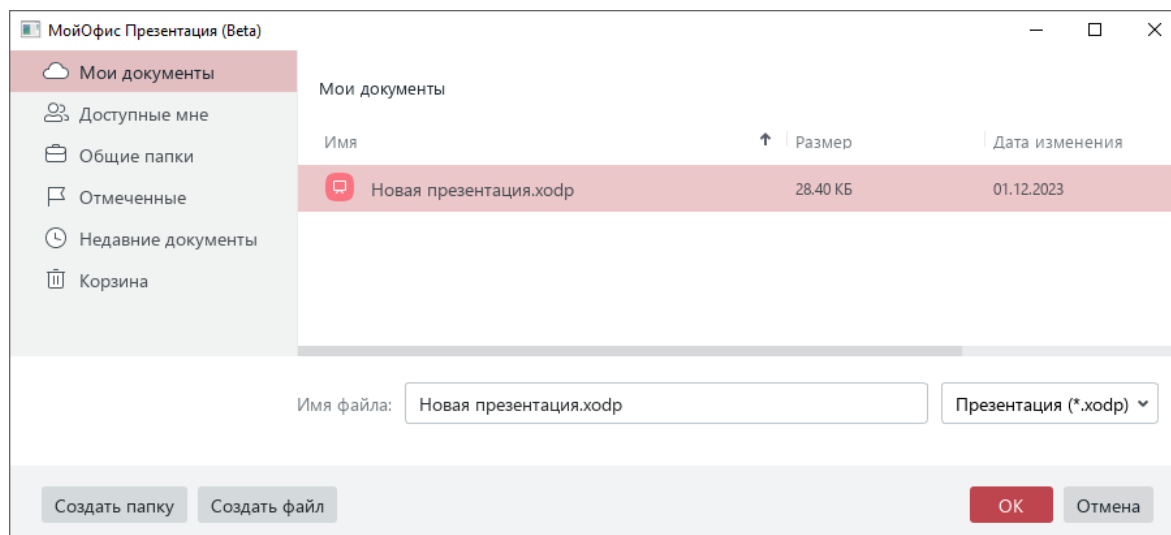 МойОфис Презентация (Beta)
Мои документы
Доступные мне
Общие папки
Отмеченные
Недавние документы
Корзина
Мои документы
Имя Размер Дата изменения
Новая презентация.xodp 28.40 КБ 01.12.2023
Имя файла: Новая презентация.xodp Презентация (*.xodp)
Создать папку Создать файл OK Отмена